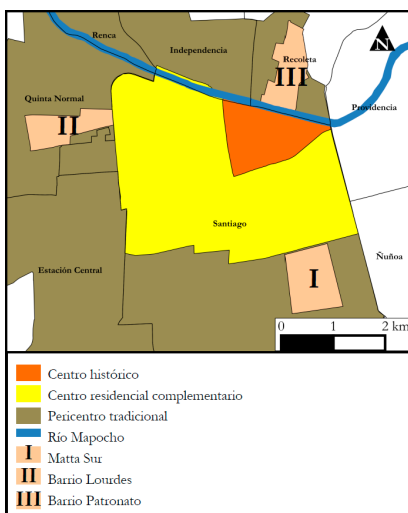 Renca
Independencia
Recoleta
III
N
Quinta Normal
Providencia
II
Santiago
Ñuñoa
Estación Central
I
0 1 2 km
Centro histórico
Centro residencial complementario
Pericentro tradicional
Río Mapocho
I Matta Sur
II Barrio Lourdes
III Barrio Patronato